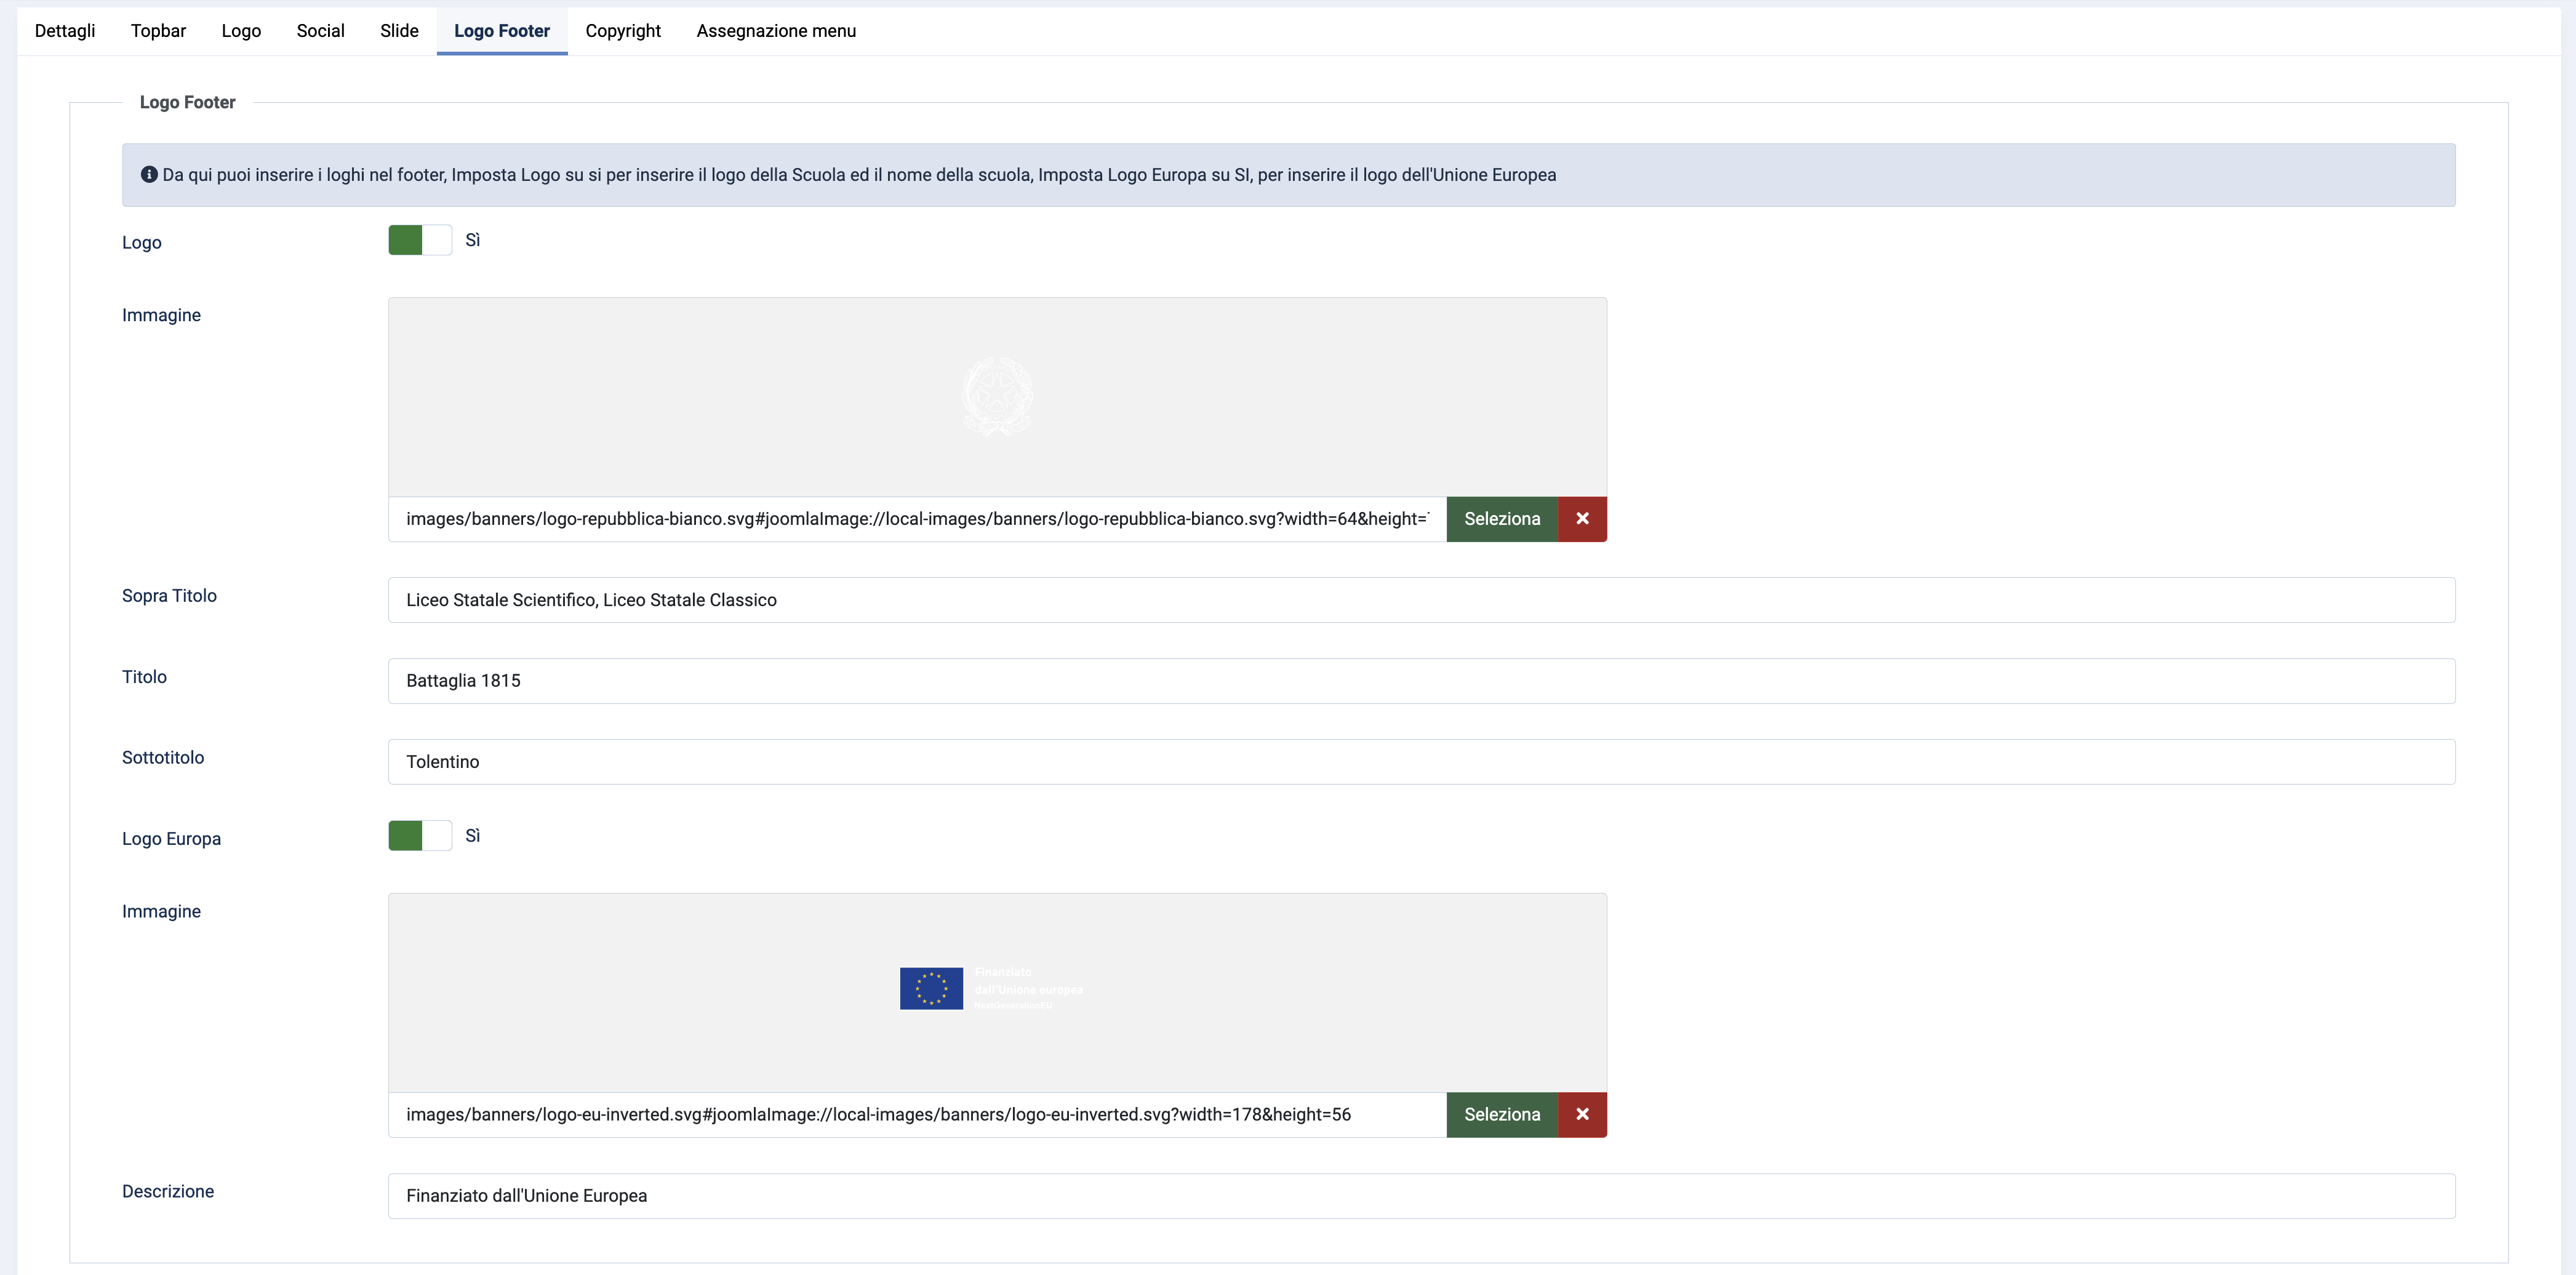 Dettagli Topbar Logo Social Slide Logo Footer Copyright Assegnazione menu
Logo Footer
Da qui puoi inserire i loghi nel footer, Imposta Logo su si per inserire il logo della Scuola ed il nome della scuola, Imposta Logo Europa su SI, per inserire il logo dell'Unione Europea
Logo Sì
Immagine
images/banners/logo-repubblica-bianco.svg#joomlaImage://local-images/banners/logo-repubblica-bianco.svg?width=64&height= Seleziona
Sopra Titolo Liceo Statale Scientifico, Liceo Statale Classico
Titolo Battaglia 1815
Sottotitolo Tolentino
Logo Europa Sì
Immagine
Finanziato
dall'Unione europea
NextGenerationEU
images/banners/logo-eu-inverted.svg#joomlaImage://local-images/banners/logo-eu-inverted.svg?width=178&height=56 Seleziona
Descrizione Finanziato dall'Unione Europea